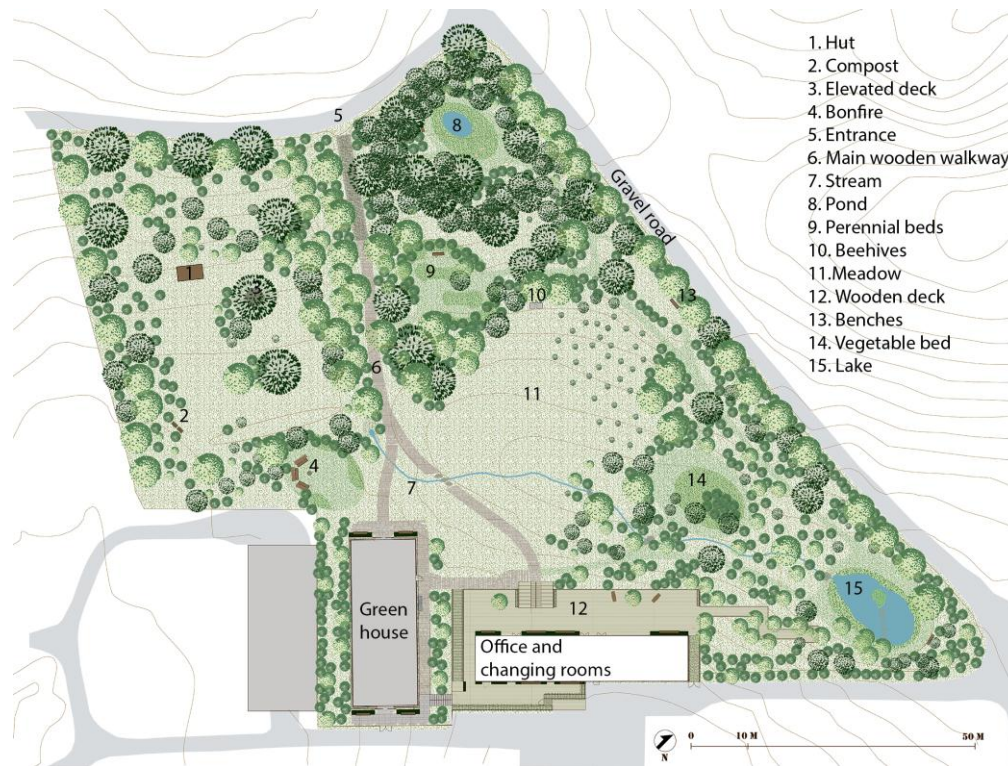 1. Hut
2. Compost
3. Elevated deck
4. Bonfire
5. Entrance
6. Main wooden walkway
7. Stream
8. Pond
9. Perennial beds
10. Beehives
11.Meadow
12. Wooden deck
13. Benches
14. Vegetable bed
15. Lake
5
8
Gravel road
9
1
3
10
13
6
11
2
4
7
14
15
12
Green
house
Office and
changing rooms
N
0 10 M 50 M